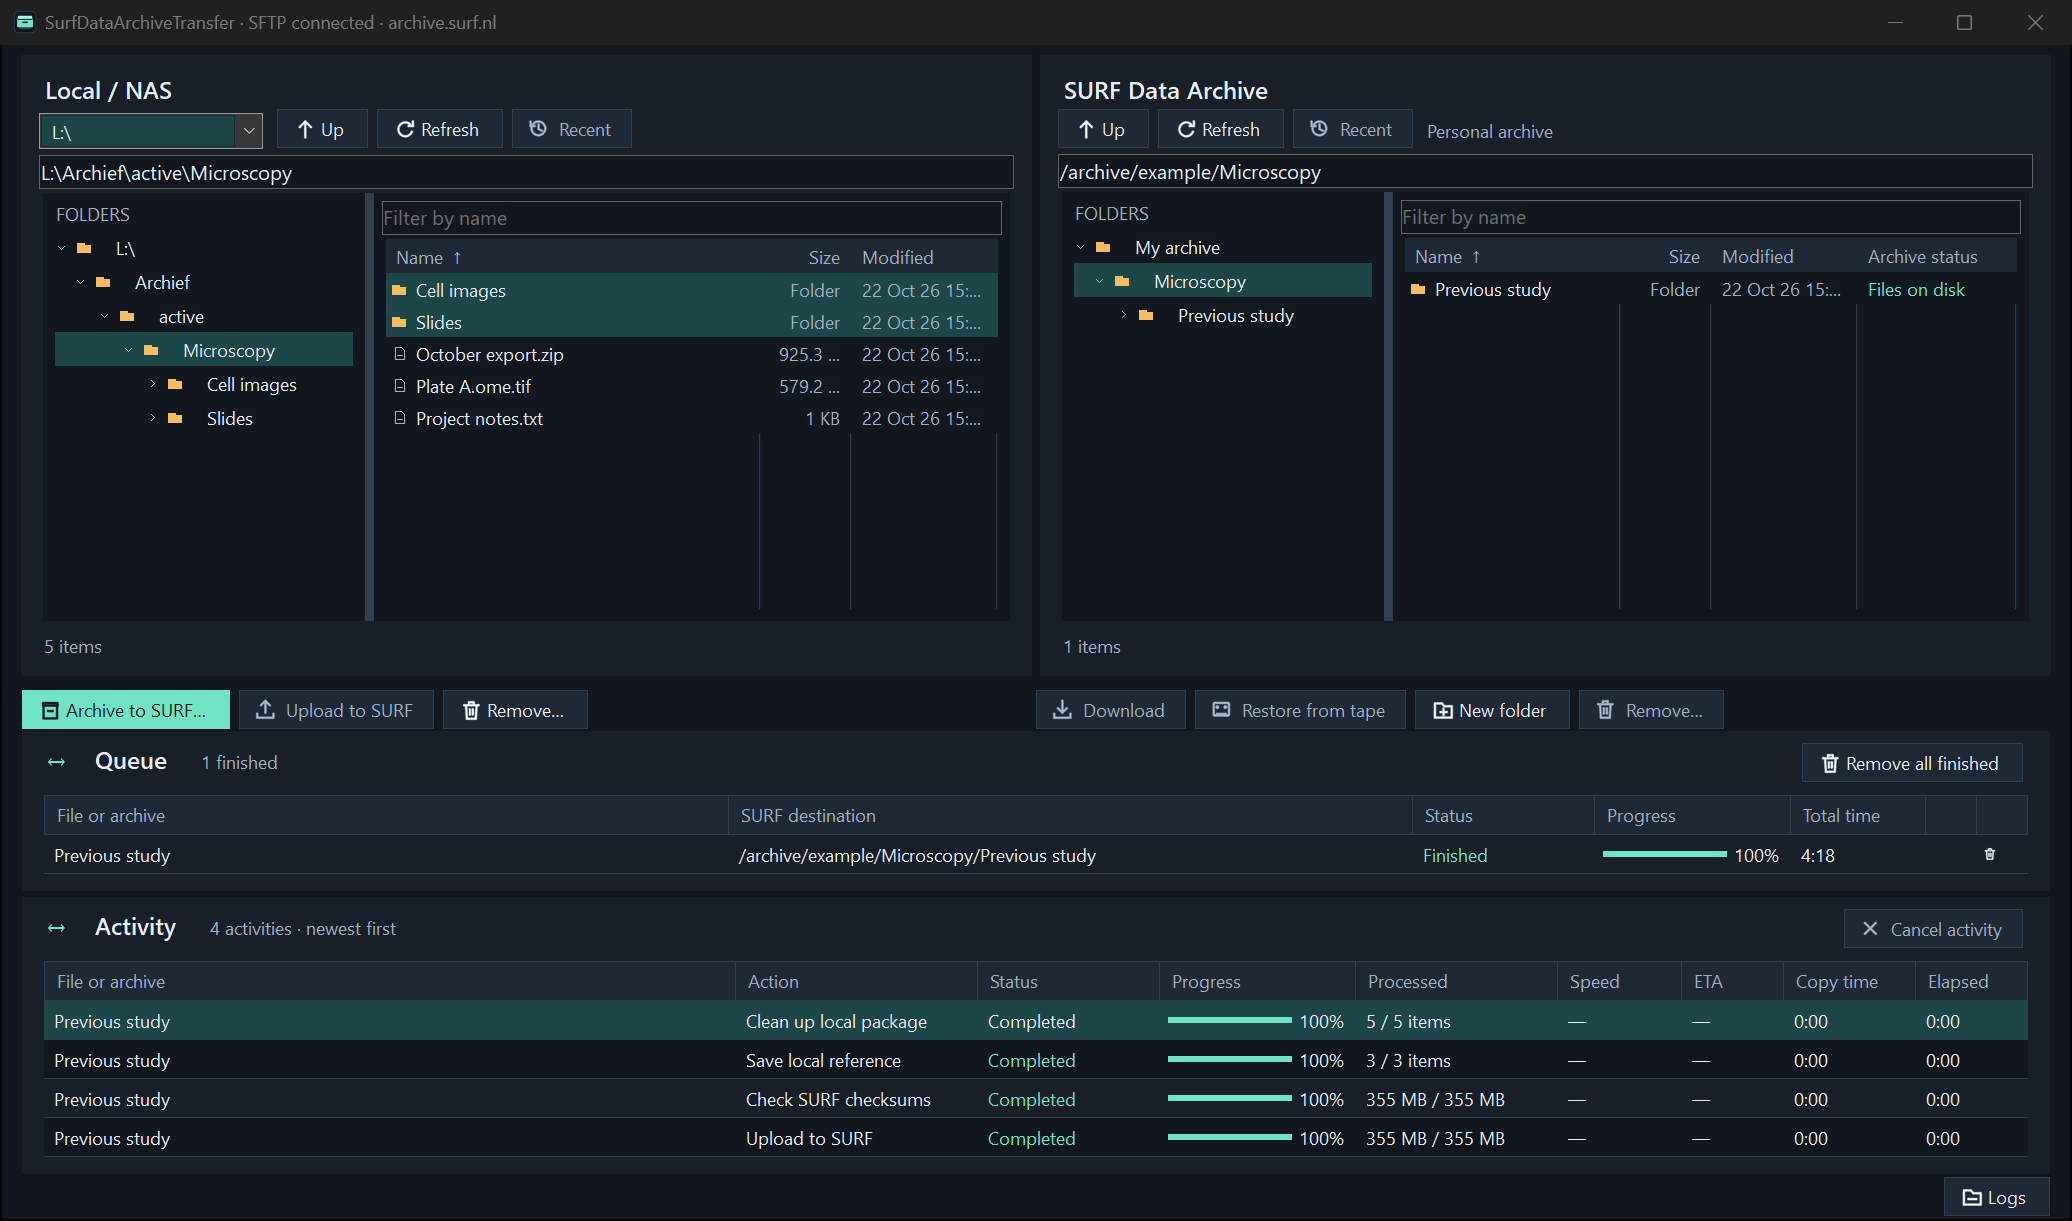 SurfDataArchiveTransfer · SFTP connected · archive.surf.nl
Local / NAS
L:\
Up
Refresh
Recent
L:\Archief\active\Microscopy
FOLDERS
L:\
Archief
active
Microscopy
Cell images
Slides
Filter by name
Name ↑ Size Modified
Cell images Folder 22 Oct 26 15:...
Slides Folder 22 Oct 26 15:...
October export.zip 925.3 ... 22 Oct 26 15:...
Plate A.ome.tif 579.2 ... 22 Oct 26 15:...
Project notes.txt 1 KB 22 Oct 26 15:...
5 items
SURF Data Archive
Up
Refresh
Recent
Personal archive
/archive/example/Microscopy
FOLDERS
My archive
Microscopy
Previous study
Filter by name
Name ↑ Size Modified Archive status
Previous study Folder 22 Oct 26 15:... Files on disk
1 items
Archive to SURF...
Upload to SURF
Remove...
Download
Restore from tape
New folder
Remove...
Queue 1 finished
Remove all finished
File or archive SURF destination Status Progress Total time
Previous study /archive/example/Microscopy/Previous study Finished 100% 4:18
Activity 4 activities · newest first
Cancel activity
File or archive Action Status Progress Processed Speed ETA Copy time Elapsed
Previous study Clean up local package Completed 100% 5 / 5 items — — 0:00 0:00
Previous study Save local reference Completed 100% 3 / 3 items — — 0:00 0:00
Previous study Check SURF checksums Completed 100% 355 MB / 355 MB — — 0:00 0:00
Previous study Upload to SURF Completed 100% 355 MB / 355 MB — — 0:00 0:00
Logs